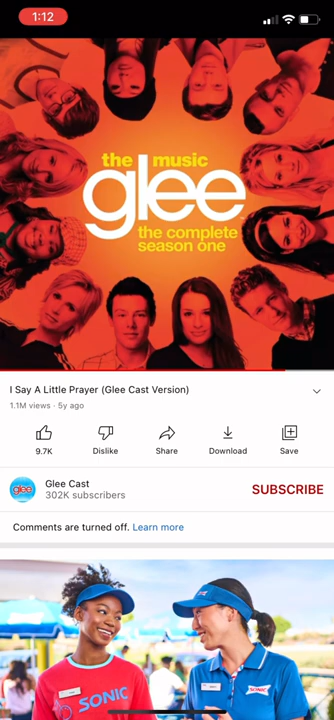 1:12
the music
glee
the complete
season one
I Say A Little Prayer (Glee Cast Version)
1.1M views · 5y ago
9.7K
Dislike
Share
Download
Save
glee
Glee Cast
302K subscribers
SUBSCRIBE
Comments are turned off. Learn more
SONIC
SONIC